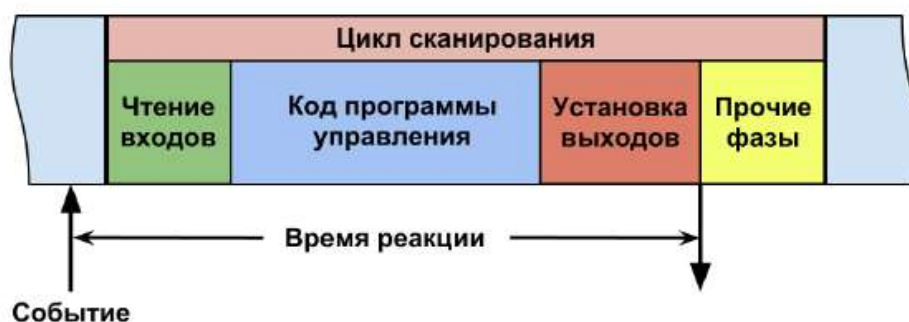 Цикл сканирования
Чтение
входов
Код программы
управления
Установка
выходов
Прочие
фазы
Время реакции
Событие